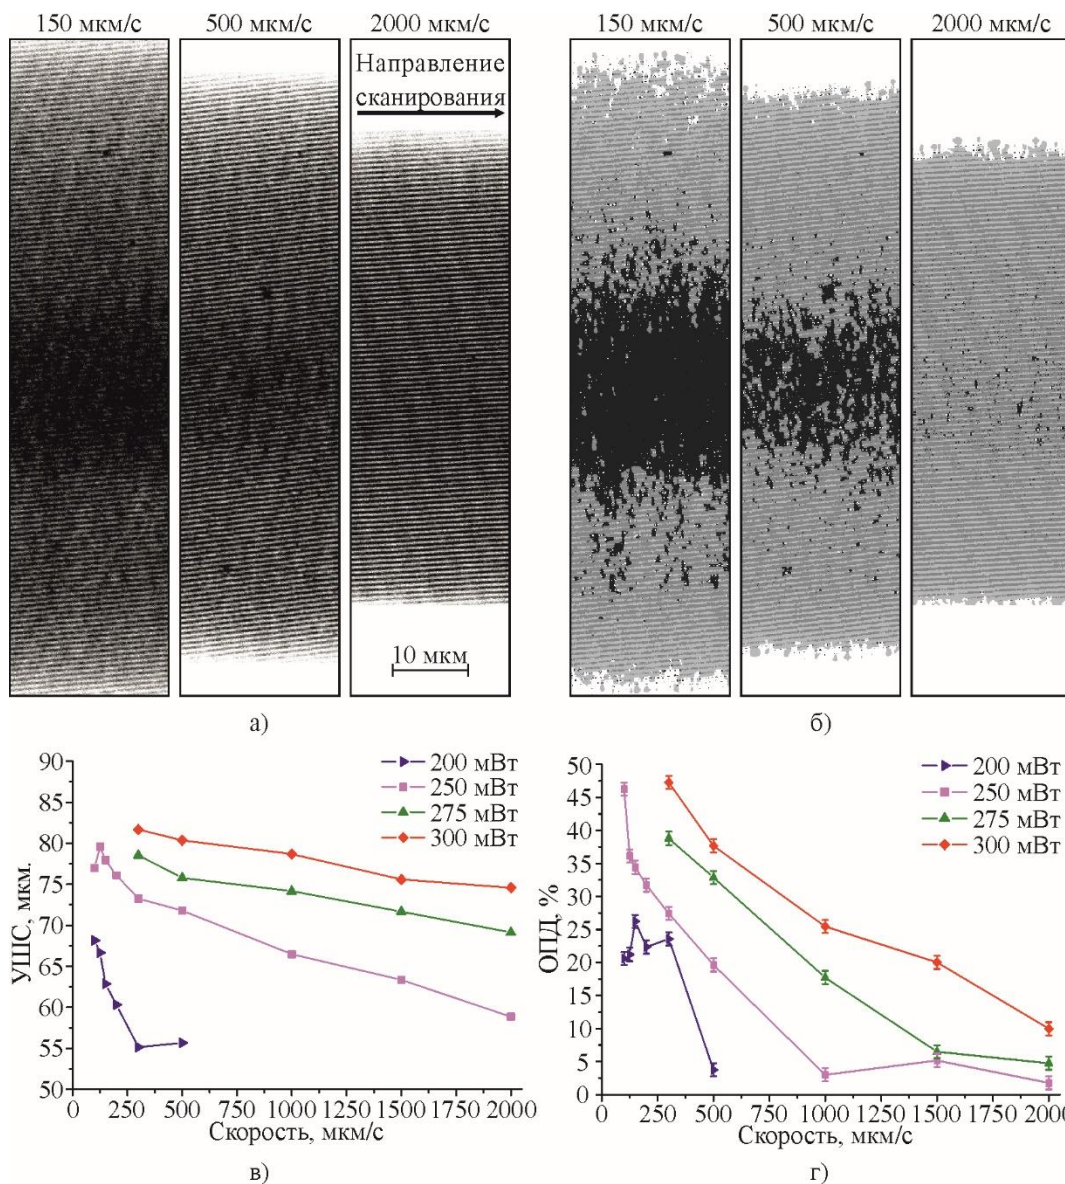 150 мкм/с
500 мкм/с
2000 мкм/с
150 мкм/с
500 мкм/с
2000 мкм/с
Направление
сканирования
10 мкм
а)
б)
90
85
80
75
70
65
60
55
50
УШС, мкм.
200 мВт
250 мВт
275 мВт
300 мВт
0
250
500
750
1000
1250
1500
1750
2000
Скорость, мкм/с
в)
50
45
40
35
30
25
20
15
10
5
0
ОПД, %
200 мВт
250 мВт
275 мВт
300 мВт
0
250
500
750
1000
1250
1500
1750
2000
Скорость, мкм/с
г)